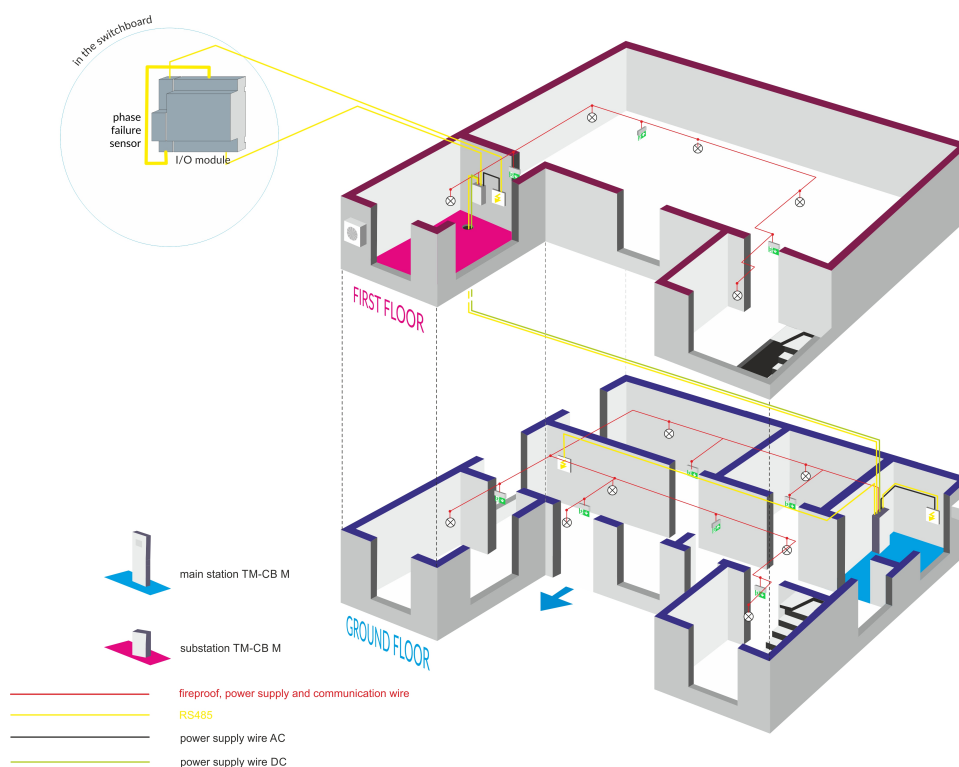 in the switchboard
phase
failure
sensor
I/O module
FIRST FLOOR
GROUND FLOOR
main station TM-CB M
substation TM-CB M
fireproof, power supply and communication wire
RS485
power supply wire AC
power supply wire DC